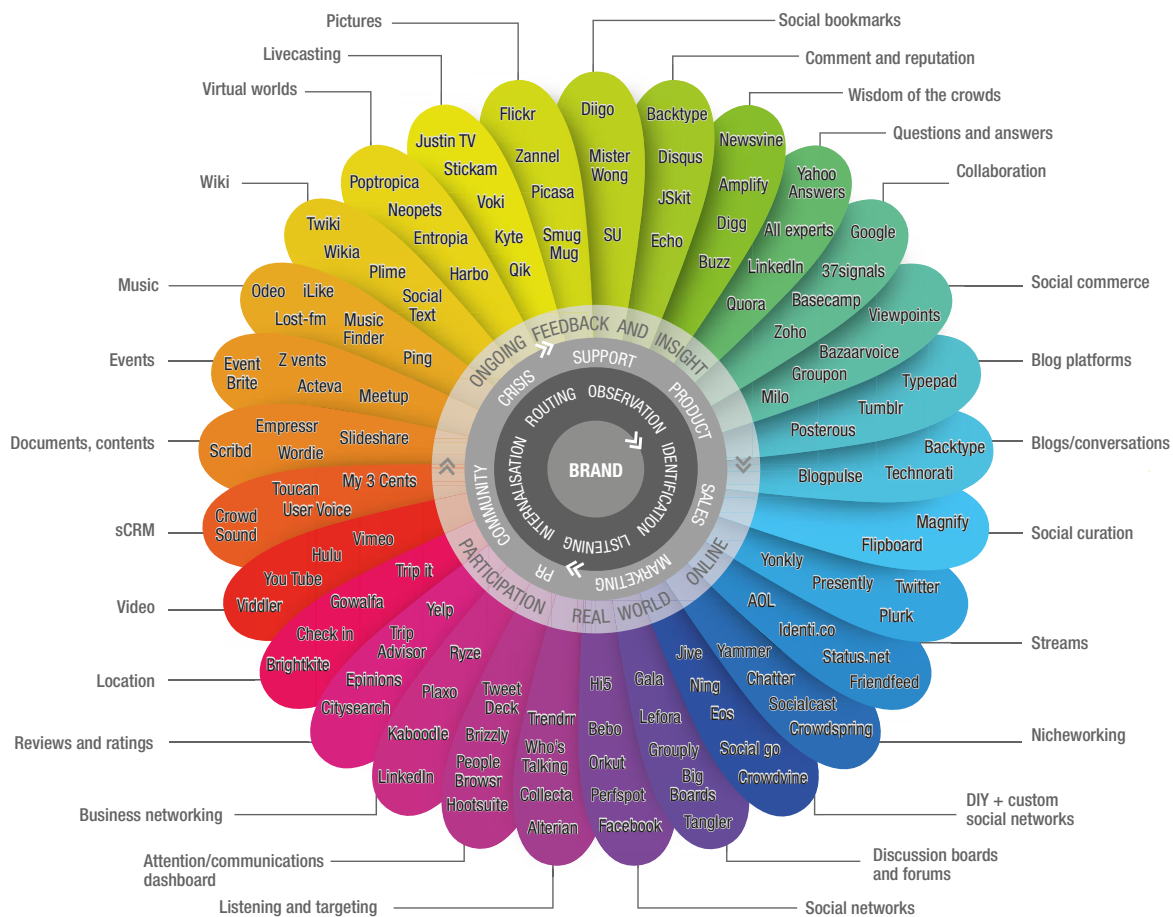 Pictures
Livecasting
Virtual worlds
Wiki
Music
Events
Documents, contents
sCRM
Video
Location
Reviews and ratings
Business networking
Attention/communications
dashboard
Listening and targeting
Social bookmarks
Comment and reputation
Wisdom of the crowds
Questions and answers
Collaboration
Social commerce
Blog platforms
Blogs/conversations
Social curation
Streams
Nicheworking
DIY + custom
social networks
Discussion boards
and forums
Social networks
Flickr
Zannel
Picasa
Smug
Mug
Diigo
Mister
Wong
SU
Backtype
Disqus
JSkit
Echo
Newsvine
Amplify
Digg
Buzz
Yahoo
Answers
All experts
LinkedIn
Quora
Google
37signals
Basecamp
Zoho
Viewpoints
Bazaarvoice
Groupon
Milo
Typepad
Tumblr
Posterous
Backtype
Technorati
Blogpulse
Magnify
Flipboard
Yonkly
Presently
Twitter
Plurk
AOL
Identi.co
Status.net
Friendfeed
Yammer
Chatter
Socialcast
Crowdspring
Jive
Ning
Eos
Social go
Crowdvine
Gala
Lefora
Grouply
Big
Boards
Tangler
Hi5
Bebo
Orkut
Perfspot
Facebook
Trendrr
Who's
Talking
Collecta
Alterian
Tweet
Deck
Brizzly
People
Browsr
Hootsuite
Ryze
Plaxo
Kaboodle
LinkedIn
Yelp
Trip
Advisor
Epinions
Citysearch
Trip it
Gowalfa
Check in
Brightkite
Vimeo
Hulu
You Tube
Viddler
My 3 Cents
Toucan
User Voice
Crowd
Sound
Empressr
Slideshare
Scribd
Wordie
Z vents
Event
Brite
Acteva
Meetup
Odeo
iLike
Lost-fm
Music
Finder
Ping
Twiki
Wikia
Plime
Social
Text
Poptropica
Neopets
Entropia
Harbo
Justin TV
Stickam
Voki
Kyte
Qik
ONGOING FEEDBACK AND INSIGHT
ONLINE
REAL WORLD
PARTICIPATION
CRISIS
SUPPORT
PRODUCT
SALES
MARKETING
PR
COMMUNITY
ROUTING
OBSERVATION
IDENTIFICATION
LISTENING
INTERNALISATION
BRAND